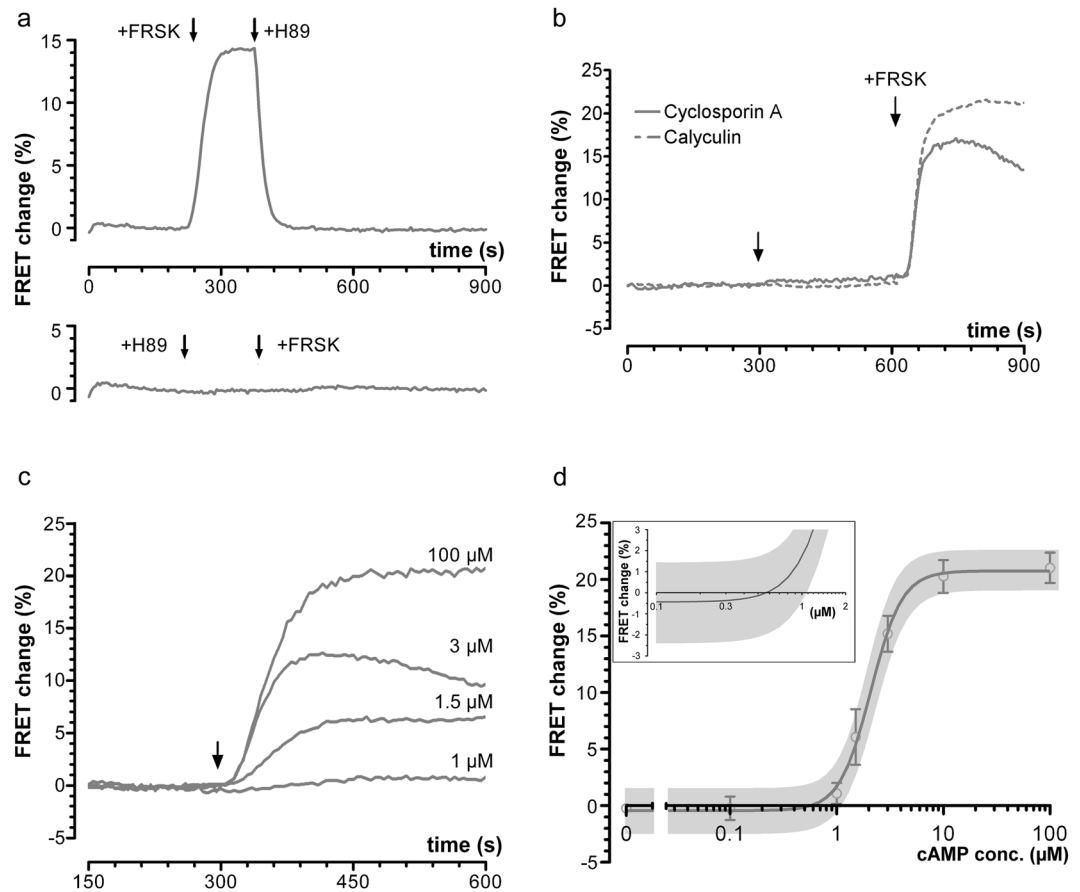 a
+FRSK
+H89
15
10
5
0
FRET change (%)
time (s)
0 300 600 900
5
0
+H89
+FRSK
b
+FRSK
25
20
15
10
5
0
-5
FRET change (%)
Cyclosporin A
Calyculin
time (s)
0 300 600 900
c
25
20
15
10
5
0
-5
FRET change (%)
100 µM
3 µM
1.5 µM
1 µM
time (s)
150 300 450 600
d
25
20
15
10
5
0
-5
FRET change (%)
3
2
1
0
-1
-2
-3
FRET change (%)
0.1 0.3 1 2
(µM)
0 0.1 1 10 100
cAMP conc. (µM)